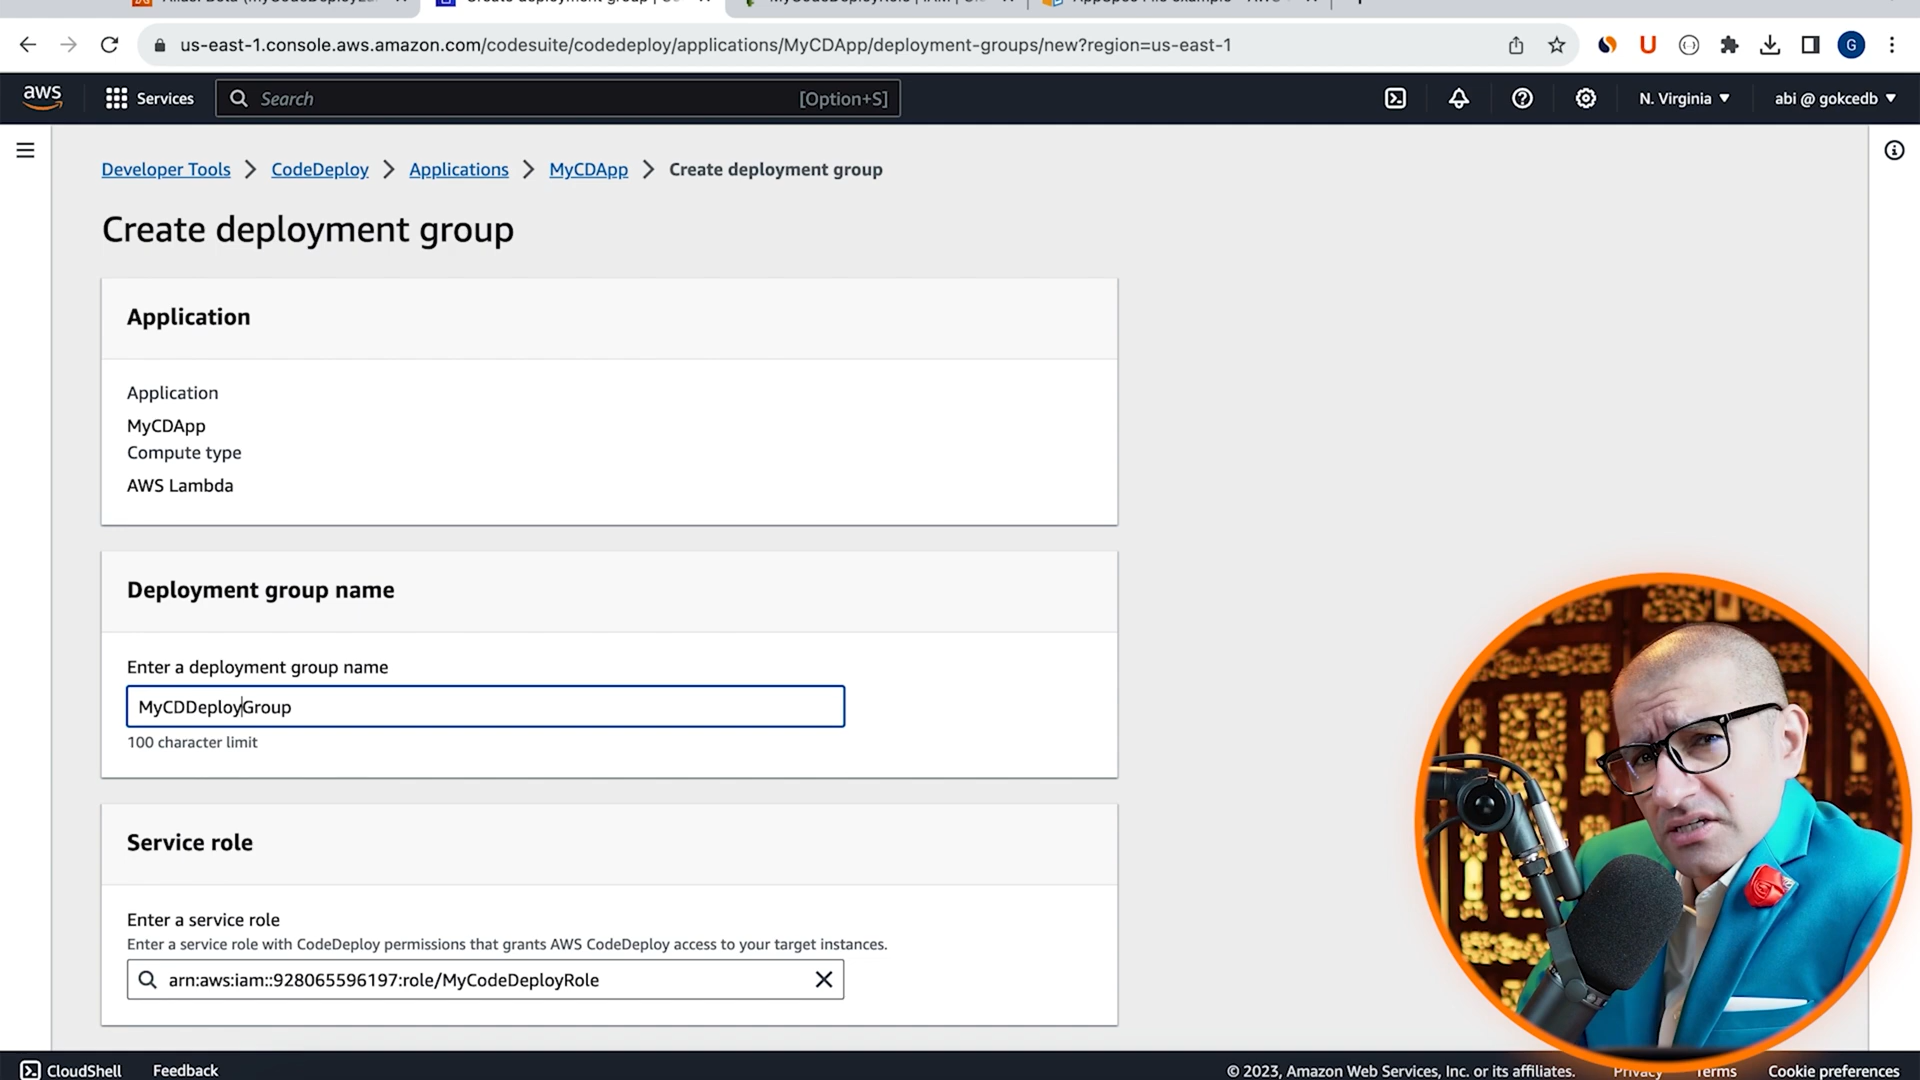 us-east-1.console.aws.amazon.com/codesuite/codedeploy/applications/MyCDApp/deployment-groups/new?region=us-east-1
U
G
aws
Services
Search
[Option+S]
N. Virginia
abi @ gokcedb
Developer Tools
CodeDeploy
Applications
MyCDApp
Create deployment group
Create deployment group
Application
Application
MyCDApp
Compute type
AWS Lambda
Deployment group name
Enter a deployment group name
MyCDDeployGroup
100 character limit
Service role
Enter a service role
Enter a service role with CodeDeploy permissions that grants AWS CodeDeploy access to your target instances.
arn:aws:iam::928065596197:role/MyCodeDeployRole
CloudShell
Feedback
© 2023, Amazon Web Services, Inc. or its affiliates.
Privacy
Terms
Cookie preferences